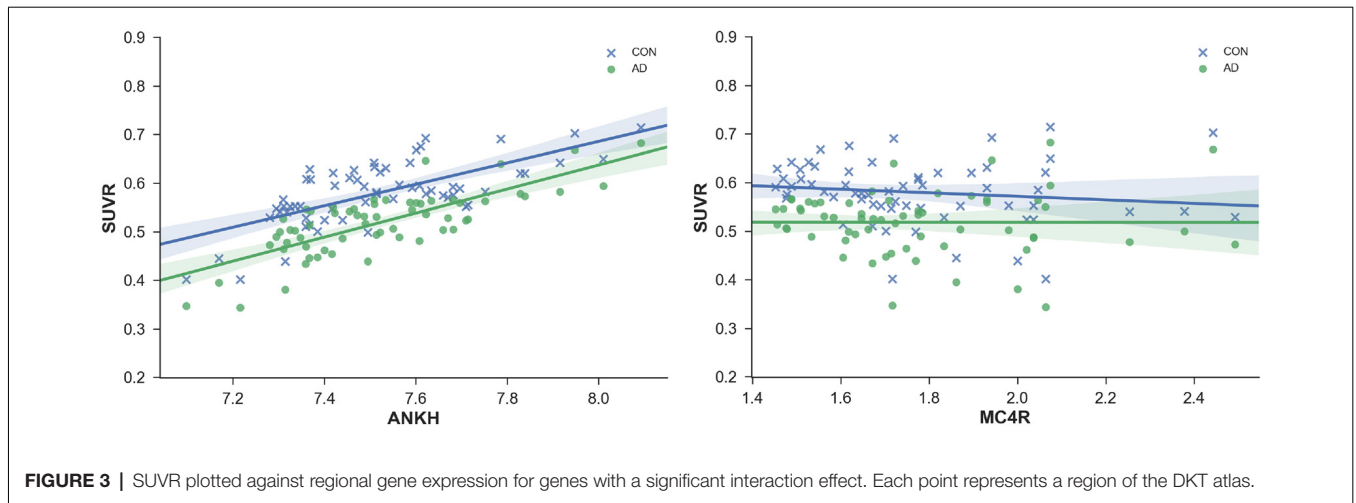 0.9
0.8
0.7
0.6
0.5
0.4
0.3
0.2
SUVR
7.2 7.4 7.6 7.8 8.0
ANKH
CON
AD
0.9
0.8
0.7
0.6
0.5
0.4
0.3
0.2
SUVR
1.4 1.6 1.8 2.0 2.2 2.4
MC4R
CON
AD
FIGURE 3 | SUVR plotted against regional gene expression for genes with a significant interaction effect. Each point represents a region of the DKT atlas.